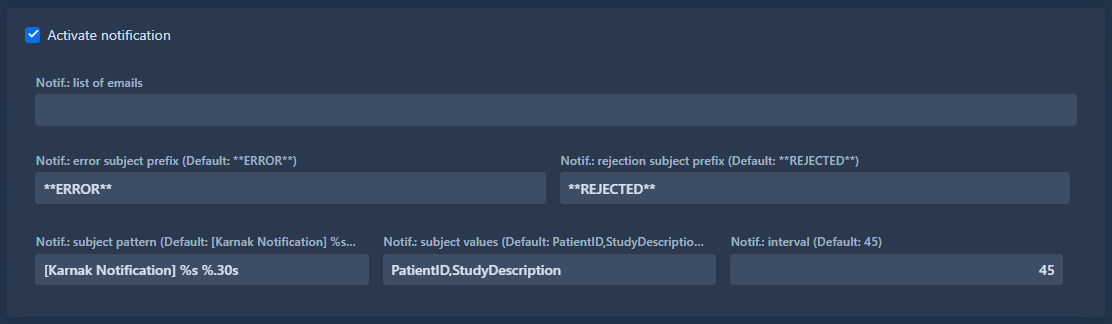 Activate notification
Notif.: list of emails
Notif.: error subject prefix (Default: **ERROR**)
Notif.: rejection subject prefix (Default: **REJECTED**)
**ERROR**
**REJECTED**
Notif.: subject pattern (Default: [Karnak Notification] %s...
Notif.: subject values (Default: PatientID,StudyDescriptio...
Notif.: interval (Default: 45)
[Karnak Notification] %s %.30s
PatientID,StudyDescription
45